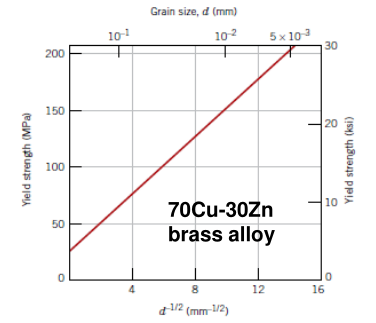 Grain size, d (mm)
10⁻¹ 10⁻² 5 × 10⁻³
200 30
150
20
100
10
50
0 0
4 8 12 16
Yield strength (MPa)
Yield strength (ksi)
70Cu-30Zn
brass alloy
d⁻¹/² (mm⁻¹/²)